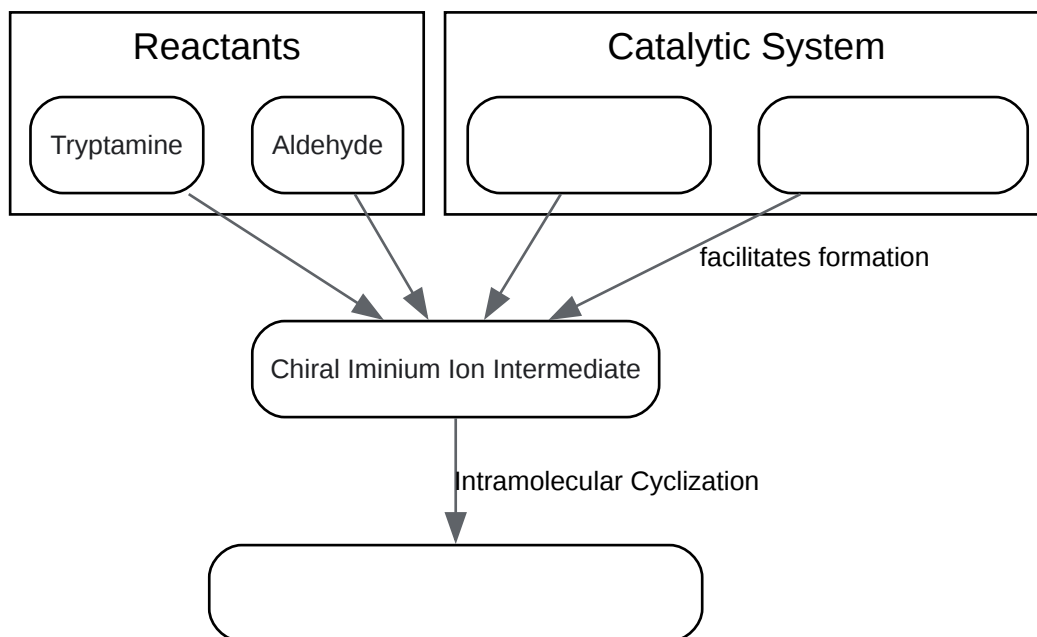 Reactants
Catalytic System
Tryptamine
Aldehyde
facilitates formation
Chiral Iminium Ion Intermediate
Intramolecular Cyclization